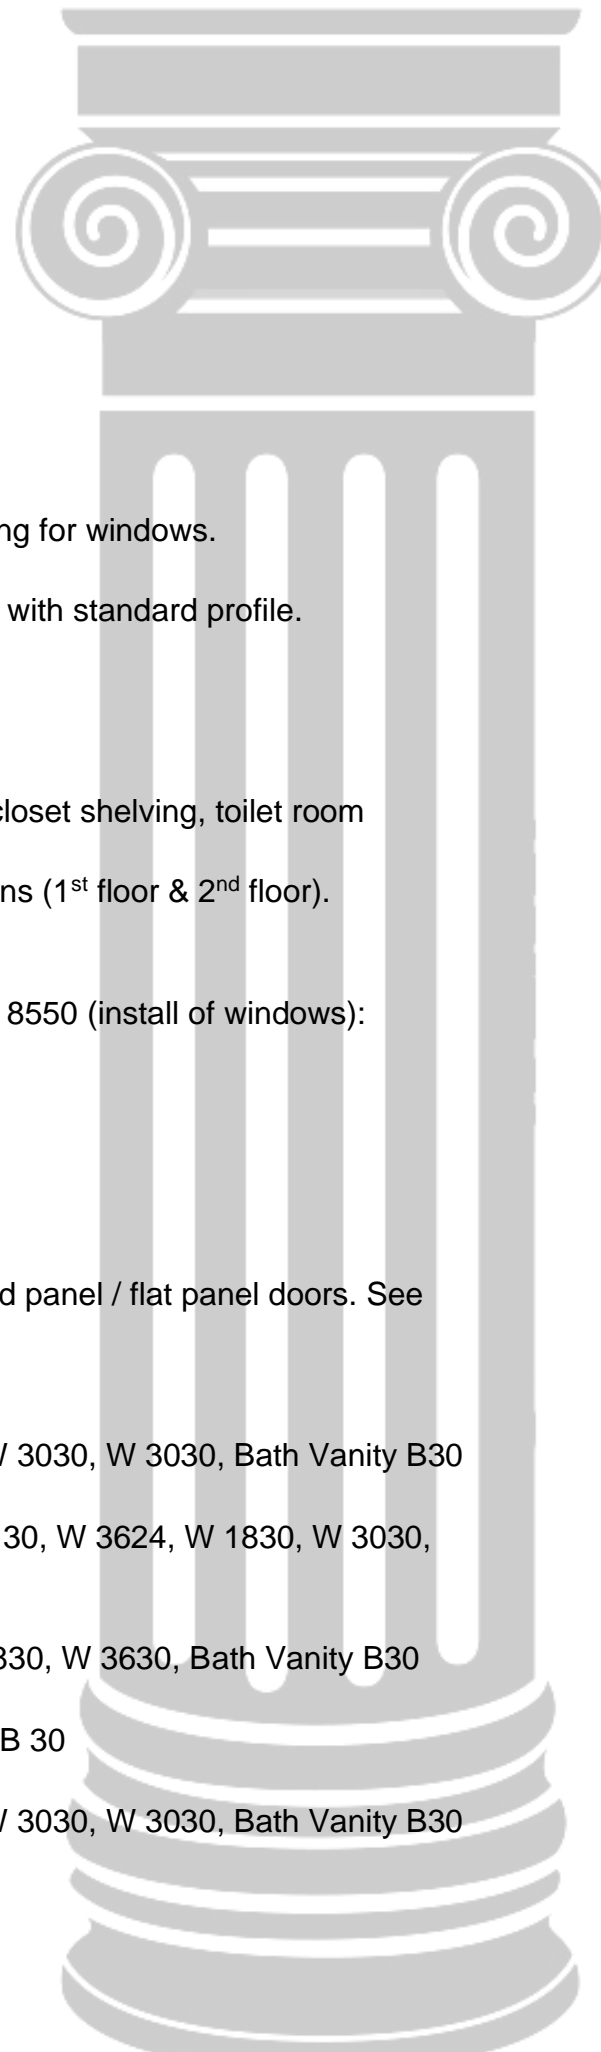 ng for windows.
with standard profile.
closet shelving, toilet room
ns (1st floor & 2nd floor).
8550 (install of windows):
d panel / flat panel doors. See
W 3030, W 3030, Bath Vanity B30
30, W 3624, W 1830, W 3030,
330, W 3630, Bath Vanity B30
B 30
W 3030, W 3030, Bath Vanity B30